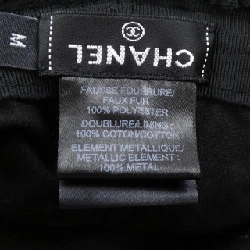 CHANEL
M
FAUSSE FOURRURE/
FAUX FUR:
100% POLYESTER
DOUBLURE/LINING:
100% COTON/COTTON
ELEMENT METALLIQUE/
METALLIC ELEMENT:
100% METAL